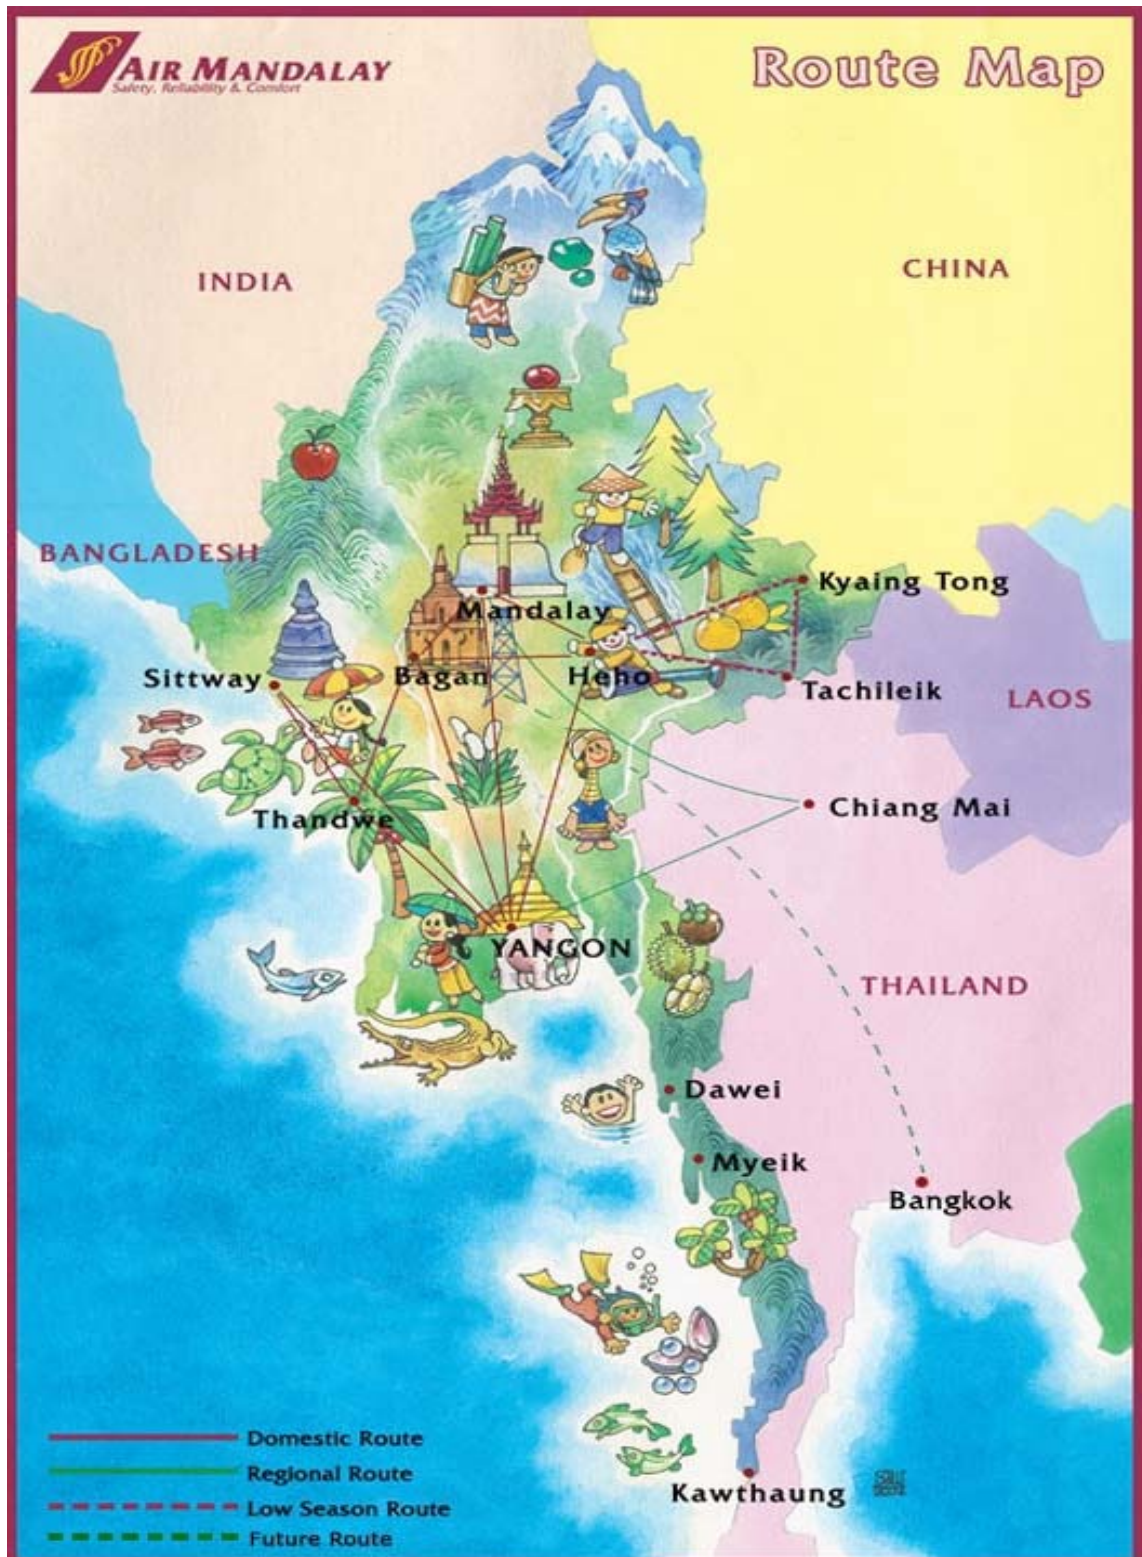 AIR MANDALAY
Safety, Reliability & Comfort
Route Map
INDIA
CHINA
BANGLADESH
Kyaing Tong
Mandalay
Sittway
Bagan
Heho
Tachileik
LAOS
Thandwe
Chiang Mai
YANGON
THAILAND
Dawei
Myeik
Bangkok
Kawthaung
Domestic Route
Regional Route
Low Season Route
Future Route